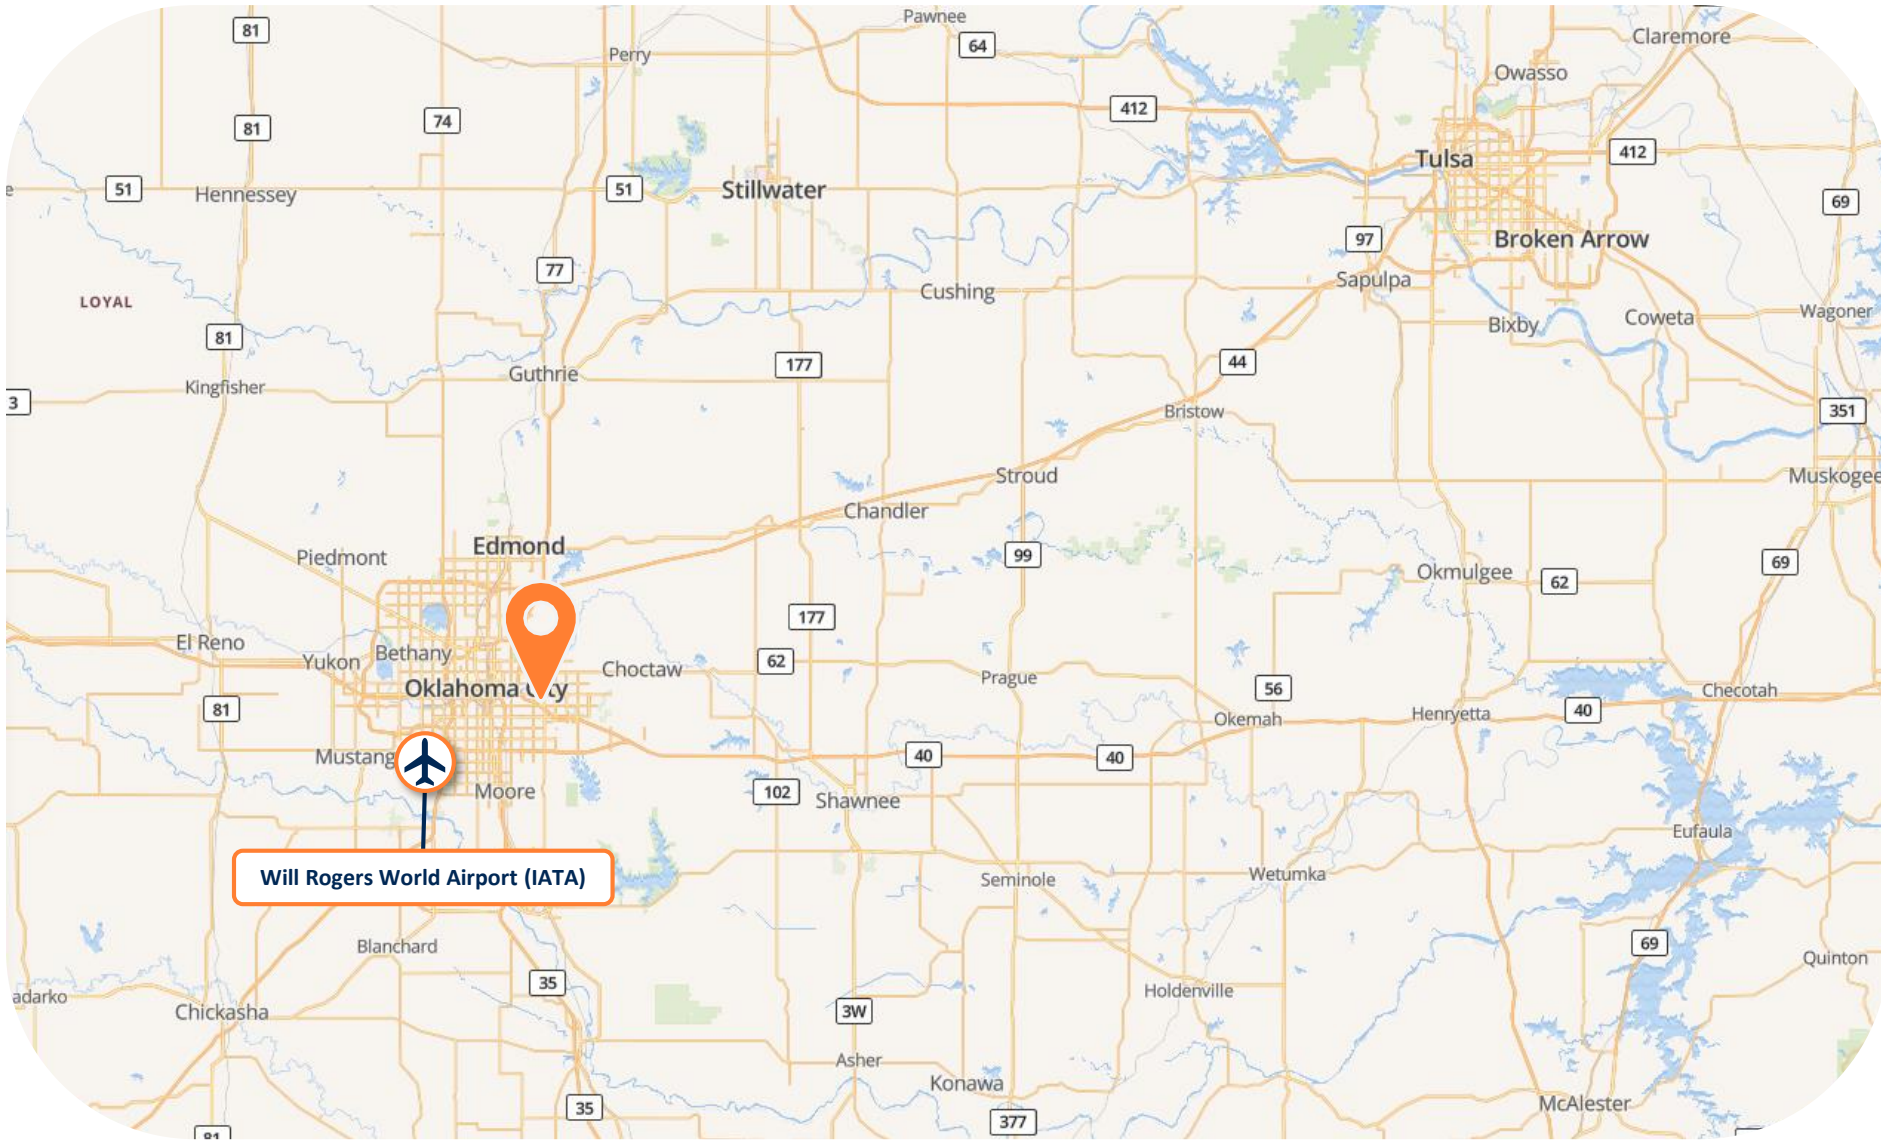 Pawnee
81
64
Claremore
Perry
Owasso
412
74
81
Tulsa
412
51
Hennessey
51
Stillwater
69
97
Broken Arrow
77
Sapulpa
Cushing
LOYAL
Wagoner
Coweta
Bixby
81
44
177
Guthrie
Kingfisher
3
351
Bristow
Stroud
Muskogee
Chandler
Edmond
Piedmont
99
69
Okmulgee
62
177
El Reno
Bethany
Yukon
62
Choctaw
Prague
Oklahoma City
56
Checotah
81
40
Henryetta
Okemah
Mustang
40
40
Moore
102
Shawnee
Eufaula
Will Rogers World Airport (IATA)
Seminole
Wetumka
Blanchard
69
Quinton
35
Holdenville
adarko
Chickasha
3W
Asher
Konawa
McAlester
35
377
81